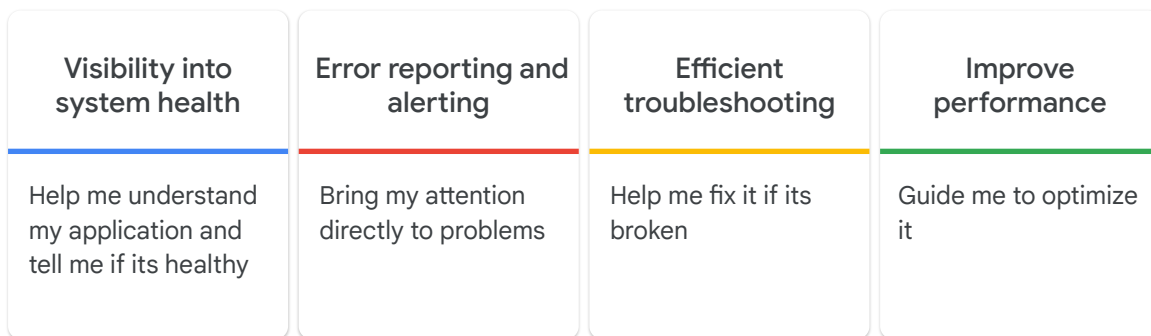 Visibility into
system health
Help me understand
my application and
tell me if its healthy
Error reporting and
alerting
Bring my attention
directly to problems
Efficient
troubleshooting
Help me fix it if its
broken
Improve
performance
Guide me to optimize
it